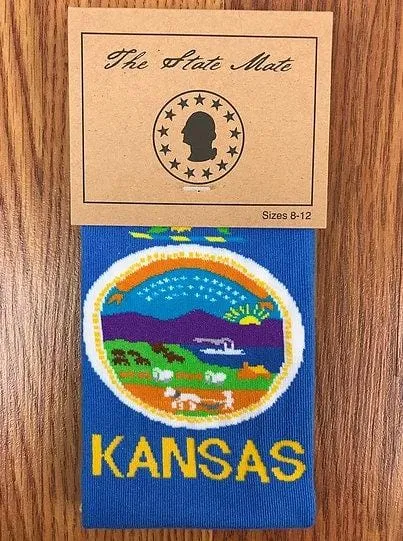 The State Mate
Sizes 8-12
KANSAS